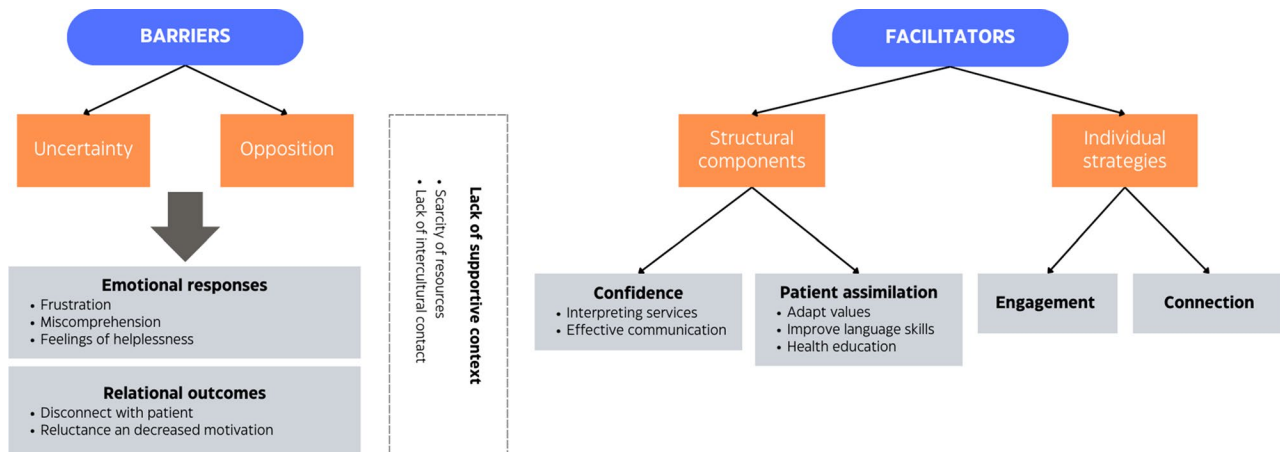 BARRIERS
Uncertainty
Opposition
Emotional responses
• Frustration
• Miscomprehension
• Feelings of helplessness
Relational outcomes
• Disconnect with patient
• Reluctance an decreased motivation
Lack of supportive context
• Scarcity of resources
• Lack of intercultural contact
FACILITATORS
Structural
components
Individual
strategies
Confidence
• Interpreting services
• Effective communication
Patient assimilation
• Adapt values
• Improve language skills
• Health education
Engagement
Connection